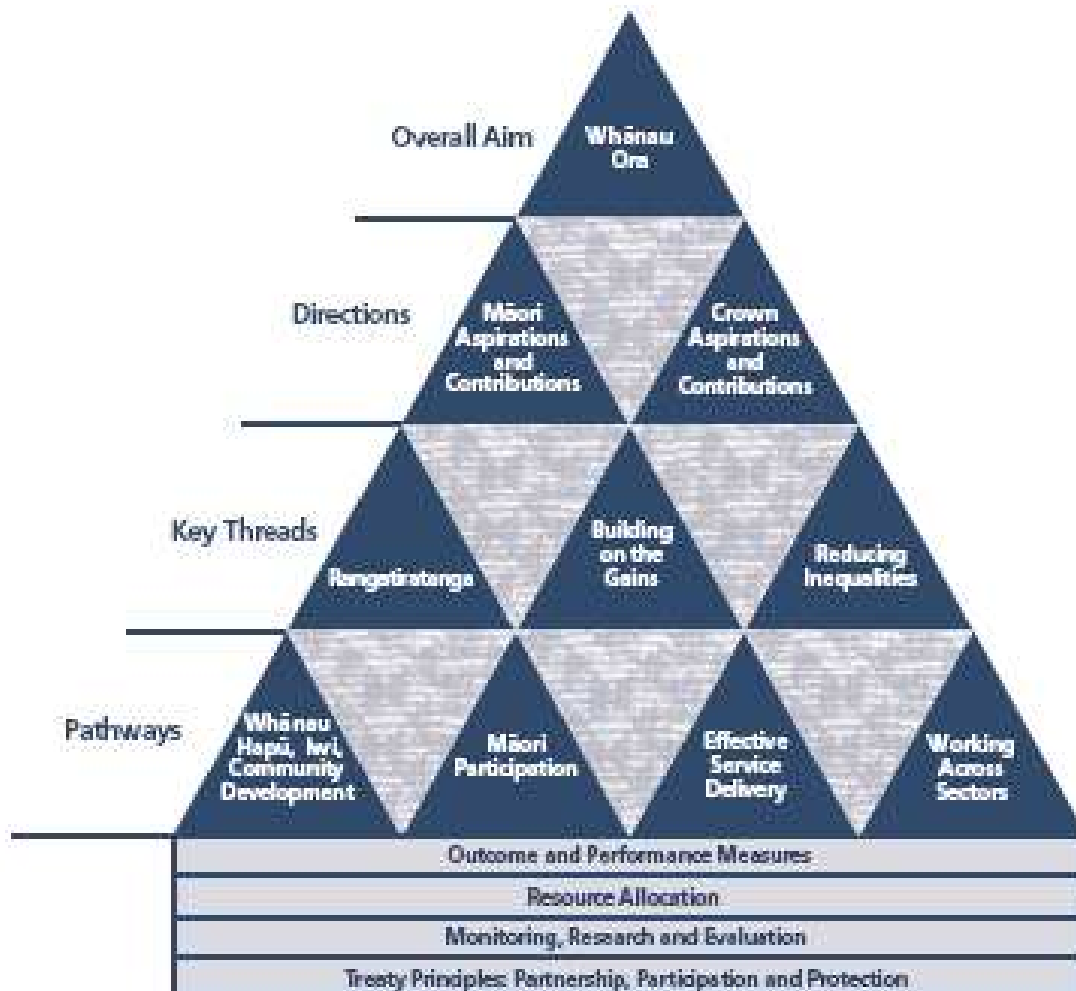 Overall Aim
Whānau
Ora
Directions
Māori
Aspirations
and
Contributions
Crown
Aspirations
and
Contributions
Key Threads
Rangatiratanga
Building
on the
Gains
Reducing
Inequalities
Pathways
Whānau
Hapū, Iwi,
Community
Development
Māori
Participation
Effective
Service
Delivery
Working
Across
Sectors
Outcome and Performance Measures
Resource Allocation
Monitoring, Research and Evaluation
Treaty Principles: Partnership, Participation and Protection